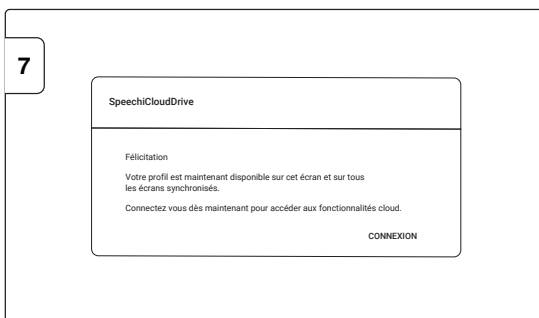 7
SpeechiCloudDrive
Félicitation
Votre profil est maintenant disponible sur cet écran et sur tous
les écrans synchronisés.
Connectez vous dès maintenant pour accéder aux fonctionnalités cloud.
CONNEXION